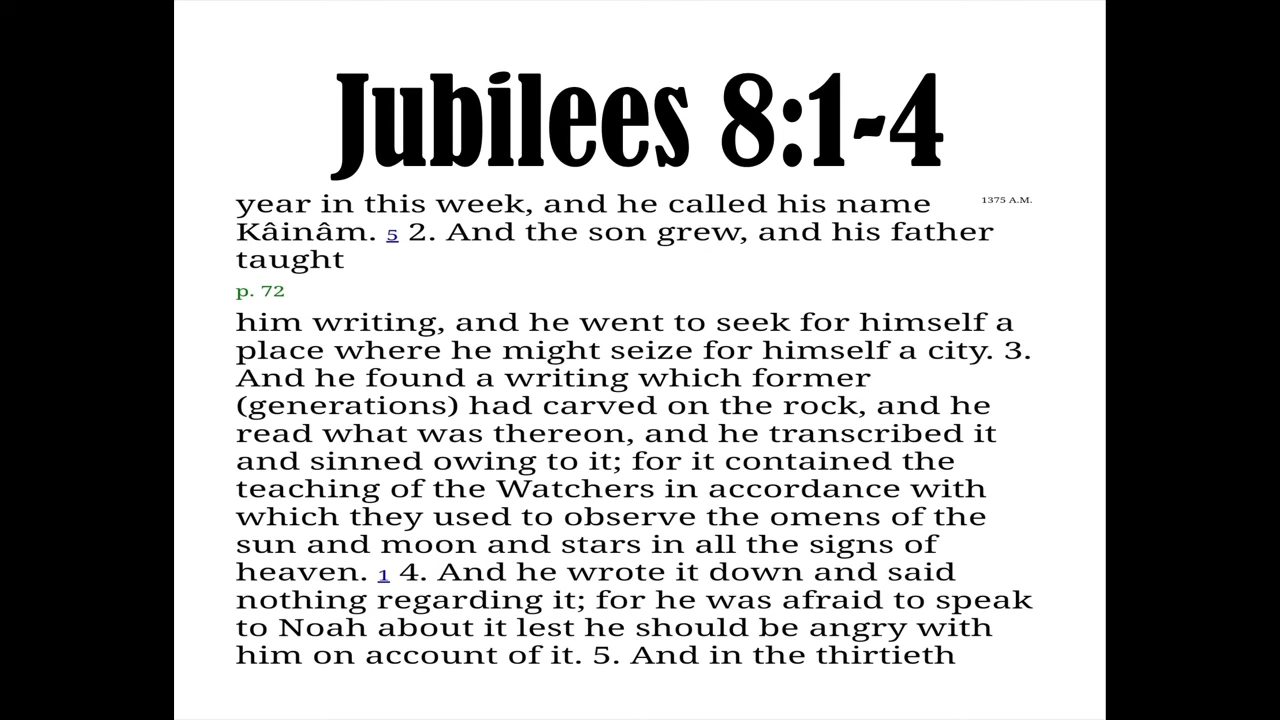 Jubilees 8:1-4
year in this week, and he called his name 1375 A.M.
Kâinâm. 5 2. And the son grew, and his father
taught
p. 72
him writing, and he went to seek for himself a
place where he might seize for himself a city. 3.
And he found a writing which former
(generations) had carved on the rock, and he
read what was thereon, and he transcribed it
and sinned owing to it; for it contained the
teaching of the Watchers in accordance with
which they used to observe the omens of the
sun and moon and stars in all the signs of
heaven. 1 4. And he wrote it down and said
nothing regarding it; for he was afraid to speak
to Noah about it lest he should be angry with
him on account of it. 5. And in the thirtieth